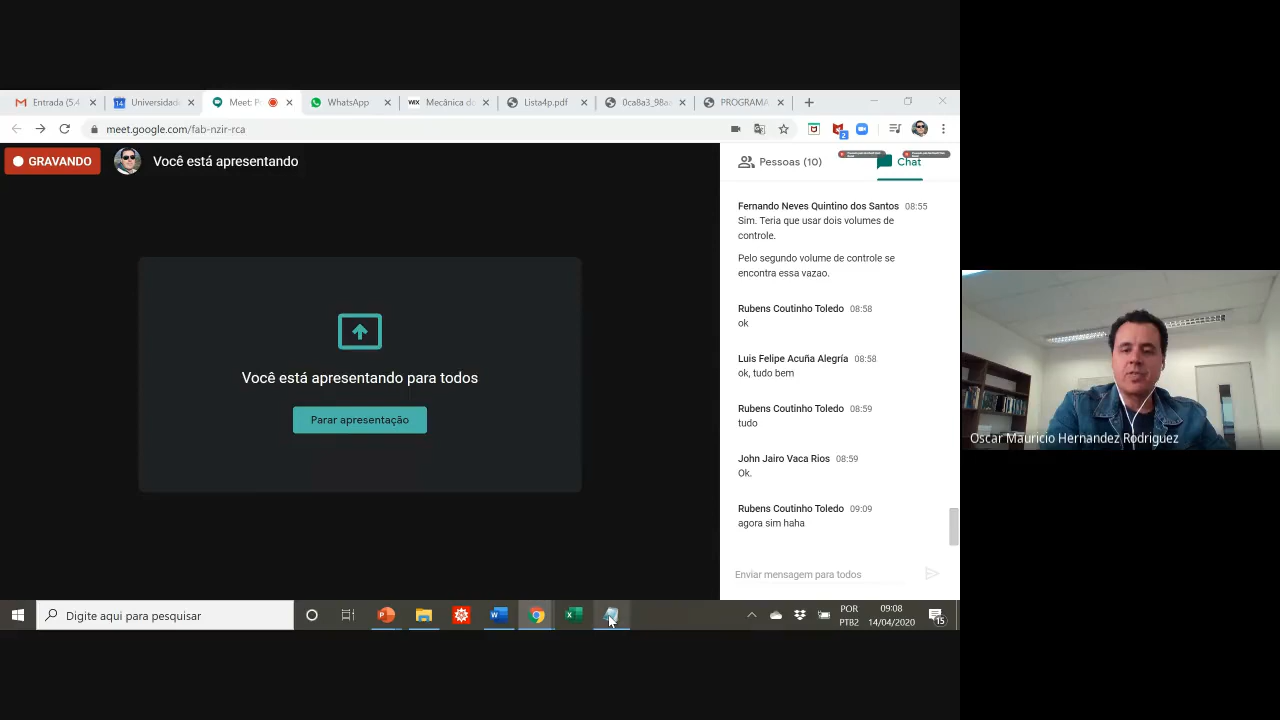 Entrada (5.4
Universidad
Meet: P
WhatsApp
WIX
Mecânica do
Lista4p.pdf
0ca8a3_98a
PROGRAMA
meet.google.com/fab-nzir-rca
2
GRAVANDO
Você está apresentando
Você está apresentando para todos
Parar apresentação
Pessoas (10)
Chat
Fernando Neves Quintino dos Santos 08:55
Sim. Teria que usar dois volumes de
controle.
Pelo segundo volume de controle se
encontra essa vazao.
Rubens Coutinho Toledo 08:58
ok
Luis Felipe Acuña Alegría 08:58
ok, tudo bem
Rubens Coutinho Toledo 08:59
tudo
John Jairo Vaca Rios 08:59
Ok.
Rubens Coutinho Toledo 09:09
agora sim haha
Enviar mensagem para todos
Oscar Mauricio Hernandez Rodriguez
Digite aqui para pesquisar
POR
PTB2
09:08
14/04/2020
15